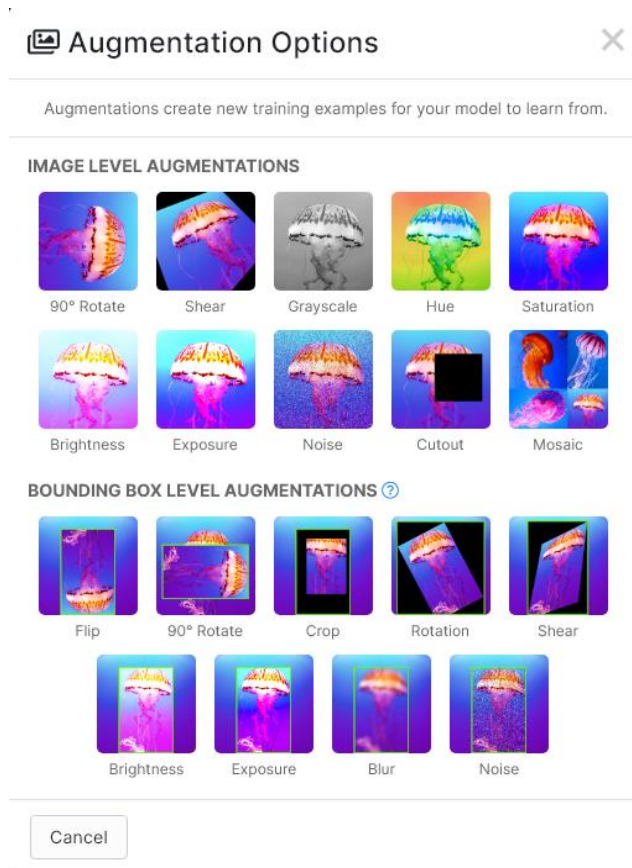 Augmentation Options
Augmentations create new training examples for your model to learn from.
IMAGE LEVEL AUGMENTATIONS
90° Rotate Shear Grayscale Hue Saturation
Brightness Exposure Noise Cutout Mosaic
BOUNDING BOX LEVEL AUGMENTATIONS ?
Flip 90° Rotate Crop Rotation Shear
Brightness Exposure Blur Noise
Cancel